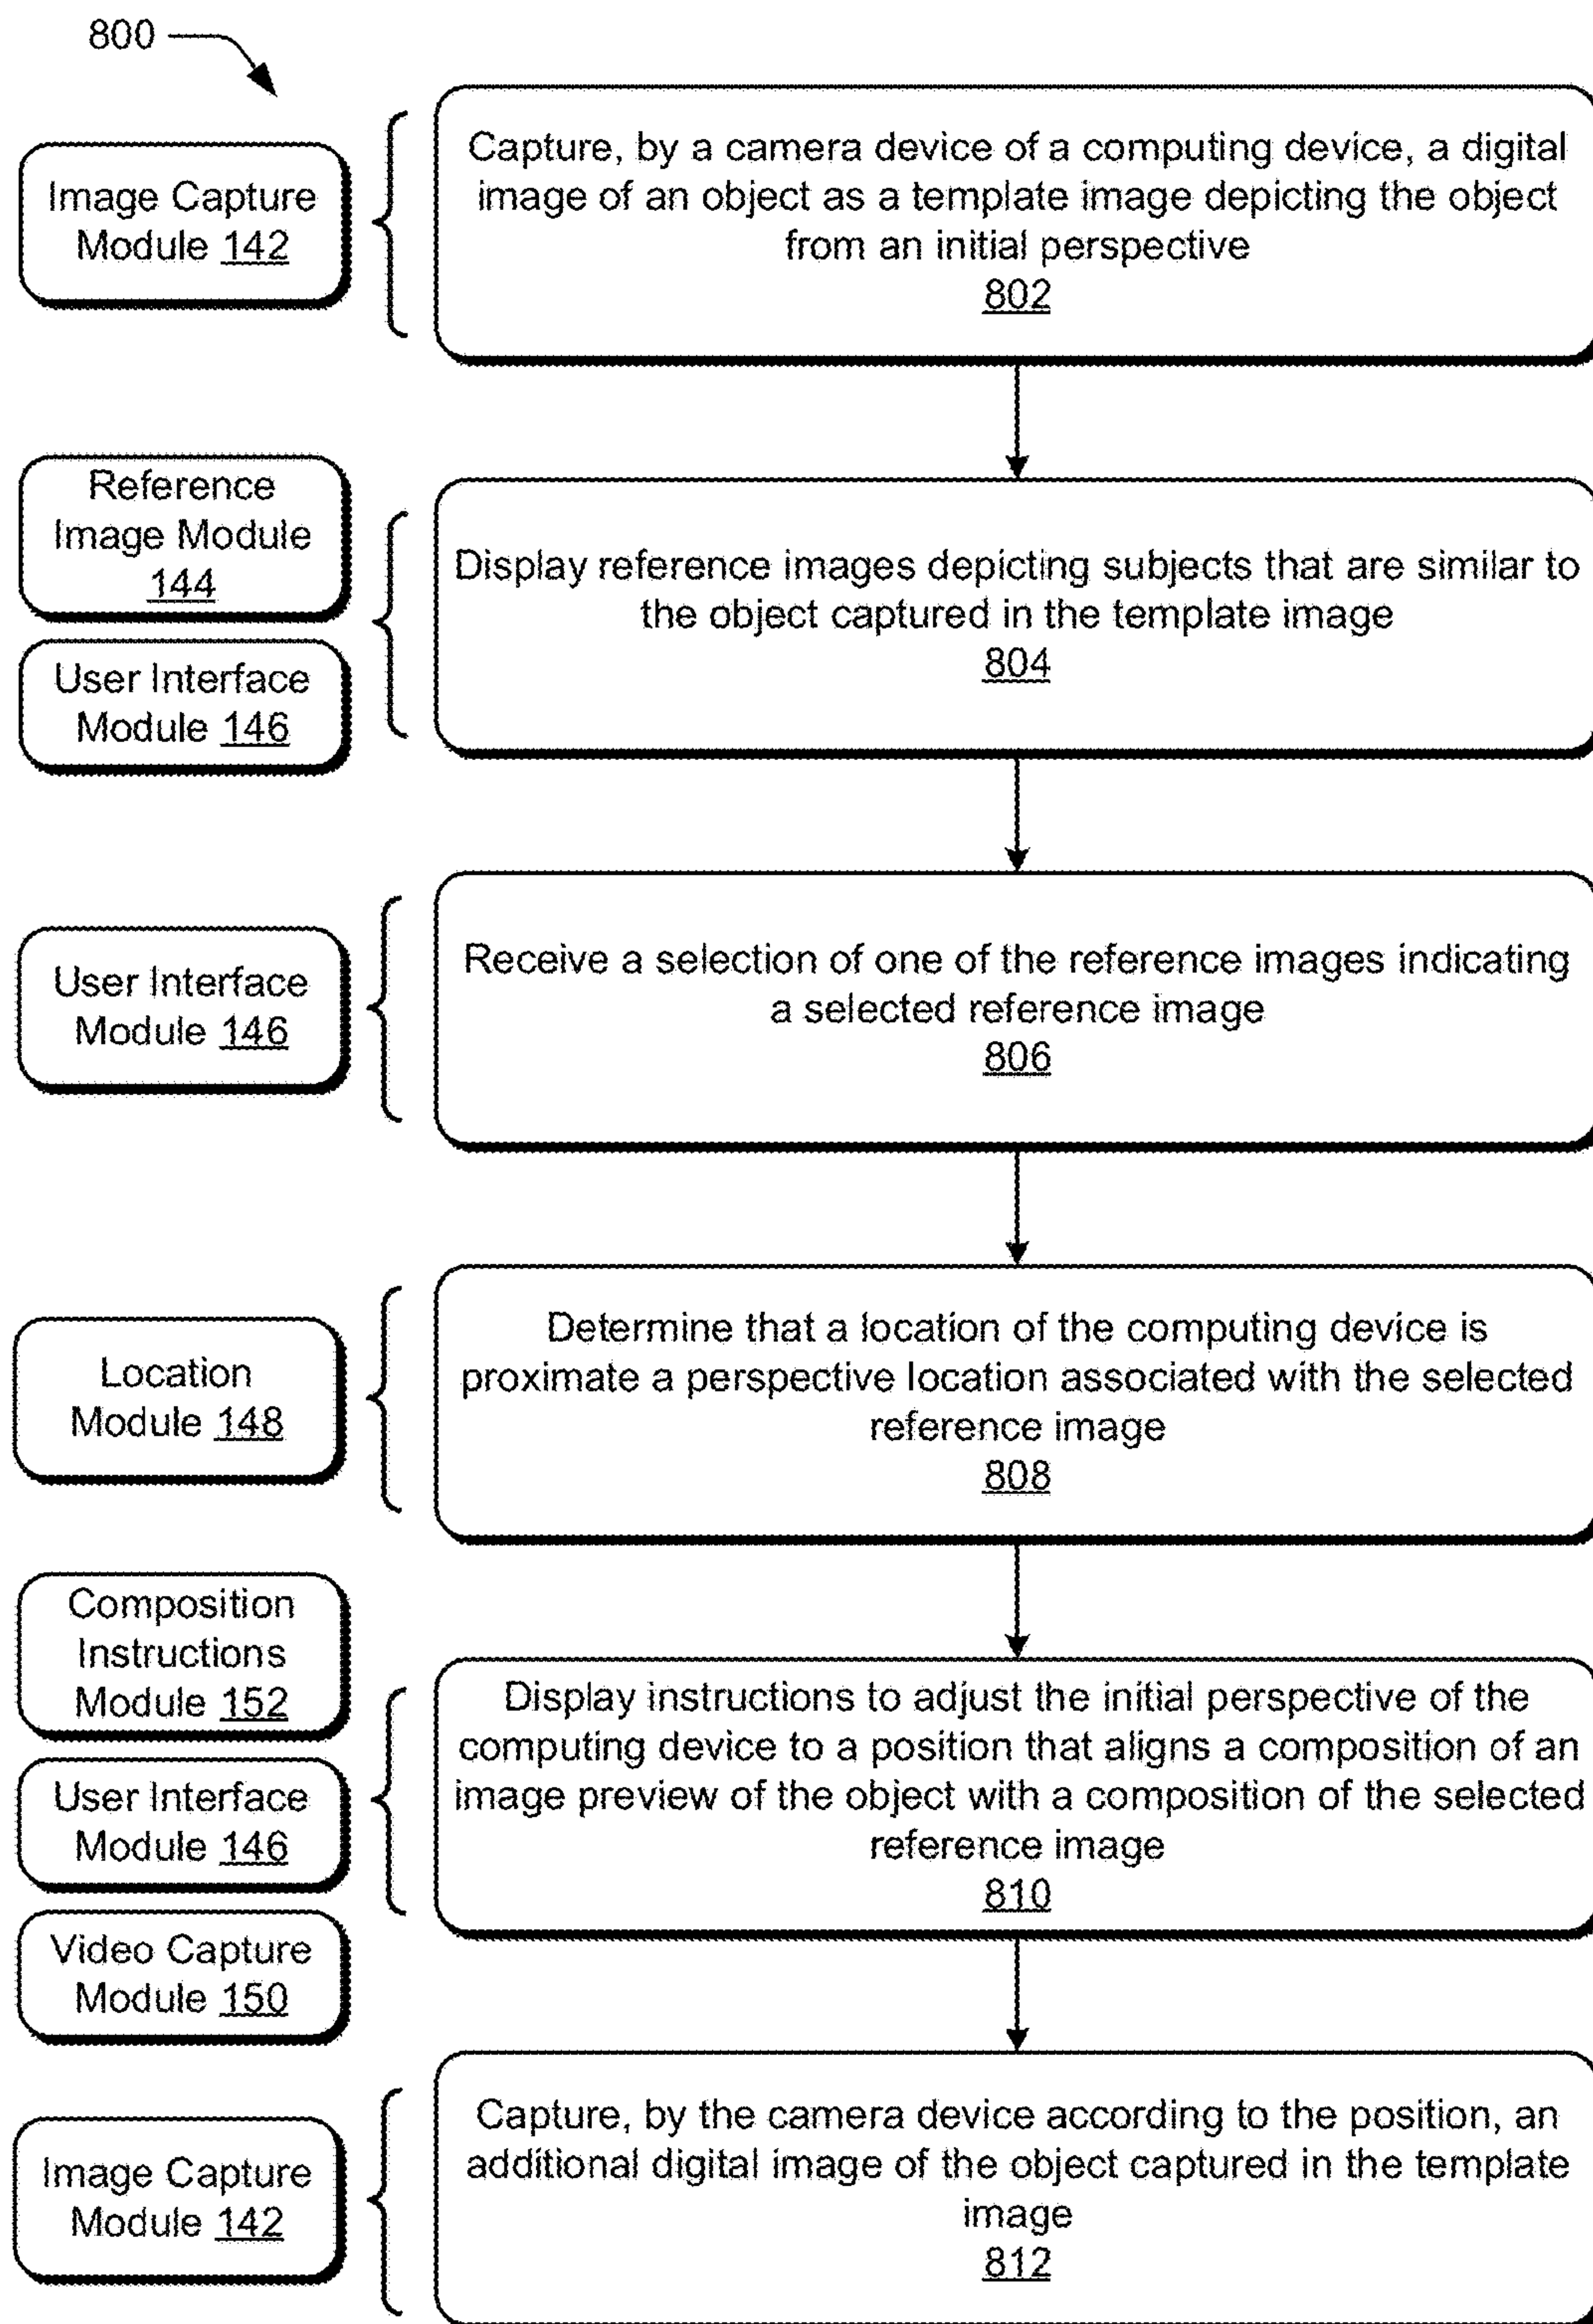 800
Image Capture
Module 142
Capture, by a camera device of a computing device, a digital
image of an object as a template image depicting the object
from an initial perspective
802
Reference
Image Module
144
User Interface
Module 146
Display reference images depicting subjects that are similar to
the object captured in the template image
804
User Interface
Module 146
Receive a selection of one of the reference images indicating
a selected reference image
806
Location
Module 148
Determine that a location of the computing device is
proximate a perspective location associated with the selected
reference image
808
Composition
Instructions
Module 152
User Interface
Module 146
Video Capture
Module 150
Display instructions to adjust the initial perspective of the
computing device to a position that aligns a composition of an
image preview of the object with a composition of the selected
reference image
810
Image Capture
Module 142
Capture, by the camera device according to the position, an
additional digital image of the object captured in the template
image
812